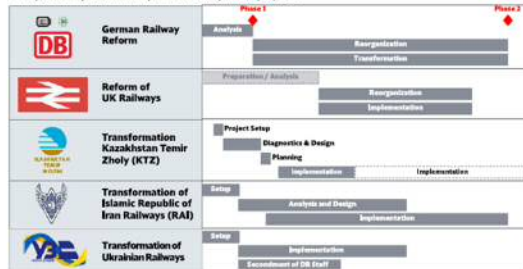 Phase 1
Phase 2
DB
German Railway
Reform
Analysis
Reorganization
Transformation
Reform of
UK Railways
Preparation / Analysis
Reorganization
Implementation
Transformation
Kazakhstan Temir
Zholy (KTZ)
Project Setup
Diagnostics & Design
Planning
Implementation
Implementation
Transformation of
Islamic Republic of
Iran Railways (RAI)
Setup
Analysis and Design
Implementation
Transformation of
Ukrainian Railways
Setup
Implementation
Secondment of DB Staff